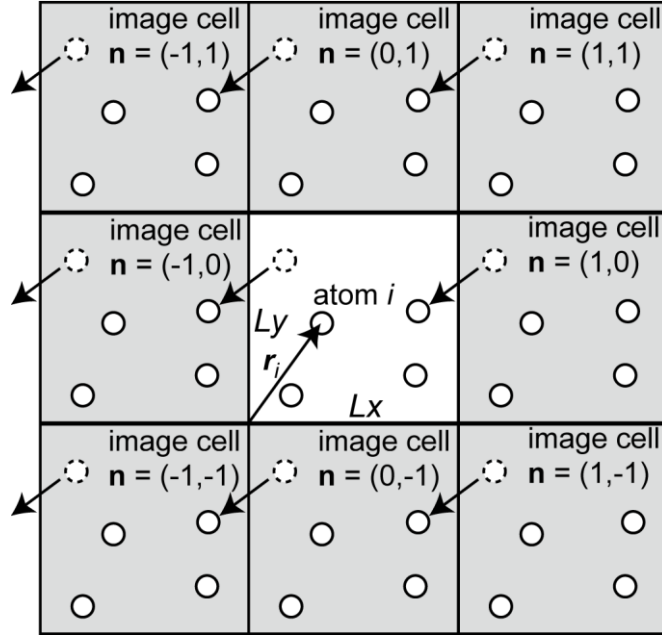 image cell
n = (-1,1)
image cell
n = (0,1)
image cell
n = (1,1)
image cell
n = (-1,0)
atom i
Ly
r_i
Lx
image cell
n = (1,0)
image cell
n = (-1,-1)
image cell
n = (0,-1)
image cell
n = (1,-1)